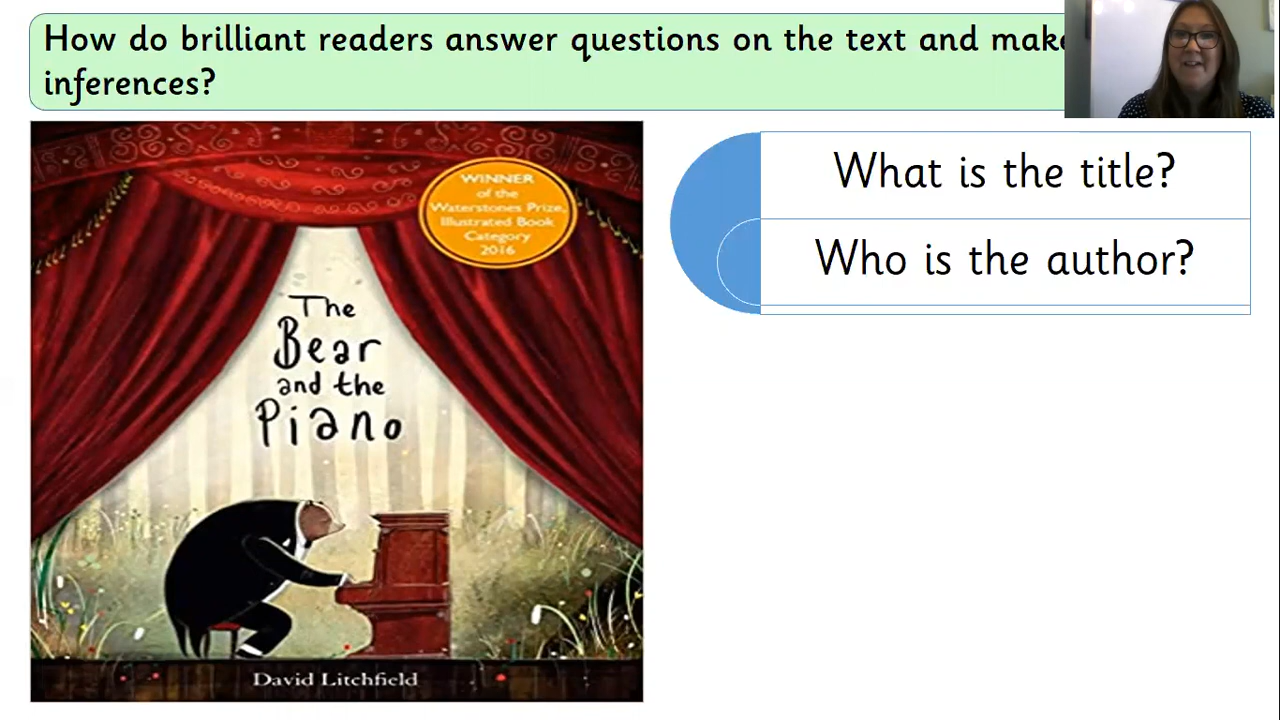 How do brilliant readers answer questions on the text and make
inferences?
WINNER
of the
Waterstones Prize,
Illustrated Book
Category
2016
The
Bear
and the
Piano
David Litchfield
What is the title?
Who is the author?